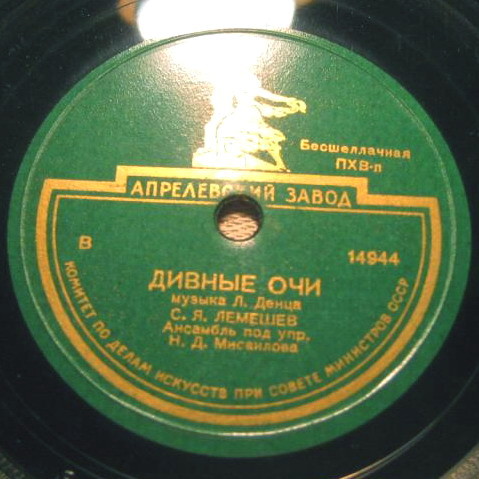 Бесшеллачная
ПХВ-п
АПРЕЛЕВСКИЙ ЗАВОД
В
14944
ДИВНЫЕ ОЧИ
музыка Л. Денца
С. Я. ЛЕМЕШЕВ
Ансамбль под упр.
Н. Д. Мисаилова
КОМИТЕТ ПО ДЕЛАМ ИСКУССТВ ПРИ СОВЕТЕ МИНИСТРОВ СССР